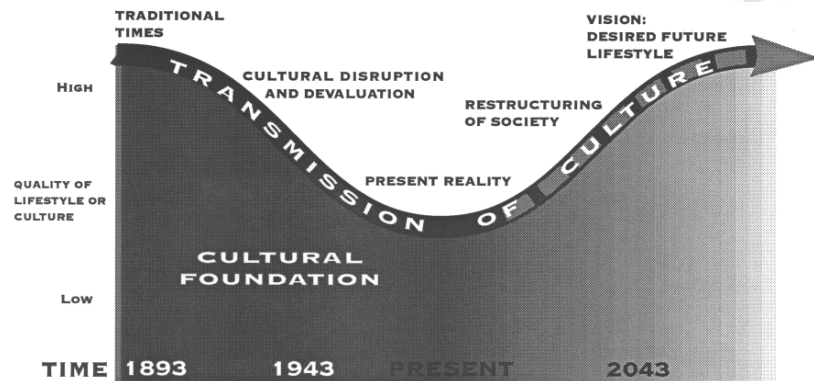 TRADITIONAL
TIMES
VISION:
DESIRED FUTURE
LIFESTYLE
HIGH
CULTURAL DISRUPTION
AND DEVALUATION
RESTRUCTURING
OF SOCIETY
TRANSMISSION OF CULTURE
PRESENT REALITY
QUALITY OF
LIFESTYLE OR
CULTURE
CULTURAL
FOUNDATION
LOW
TIME 1893 1943 PRESENT 2043